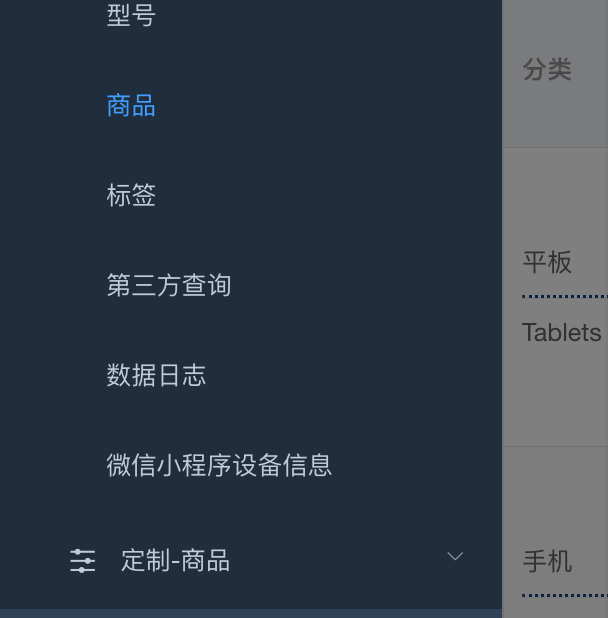 型号
商品
标签
第三方查询
数据日志
微信小程序设备信息
定制-商品
分类
平板
Tablets
手机